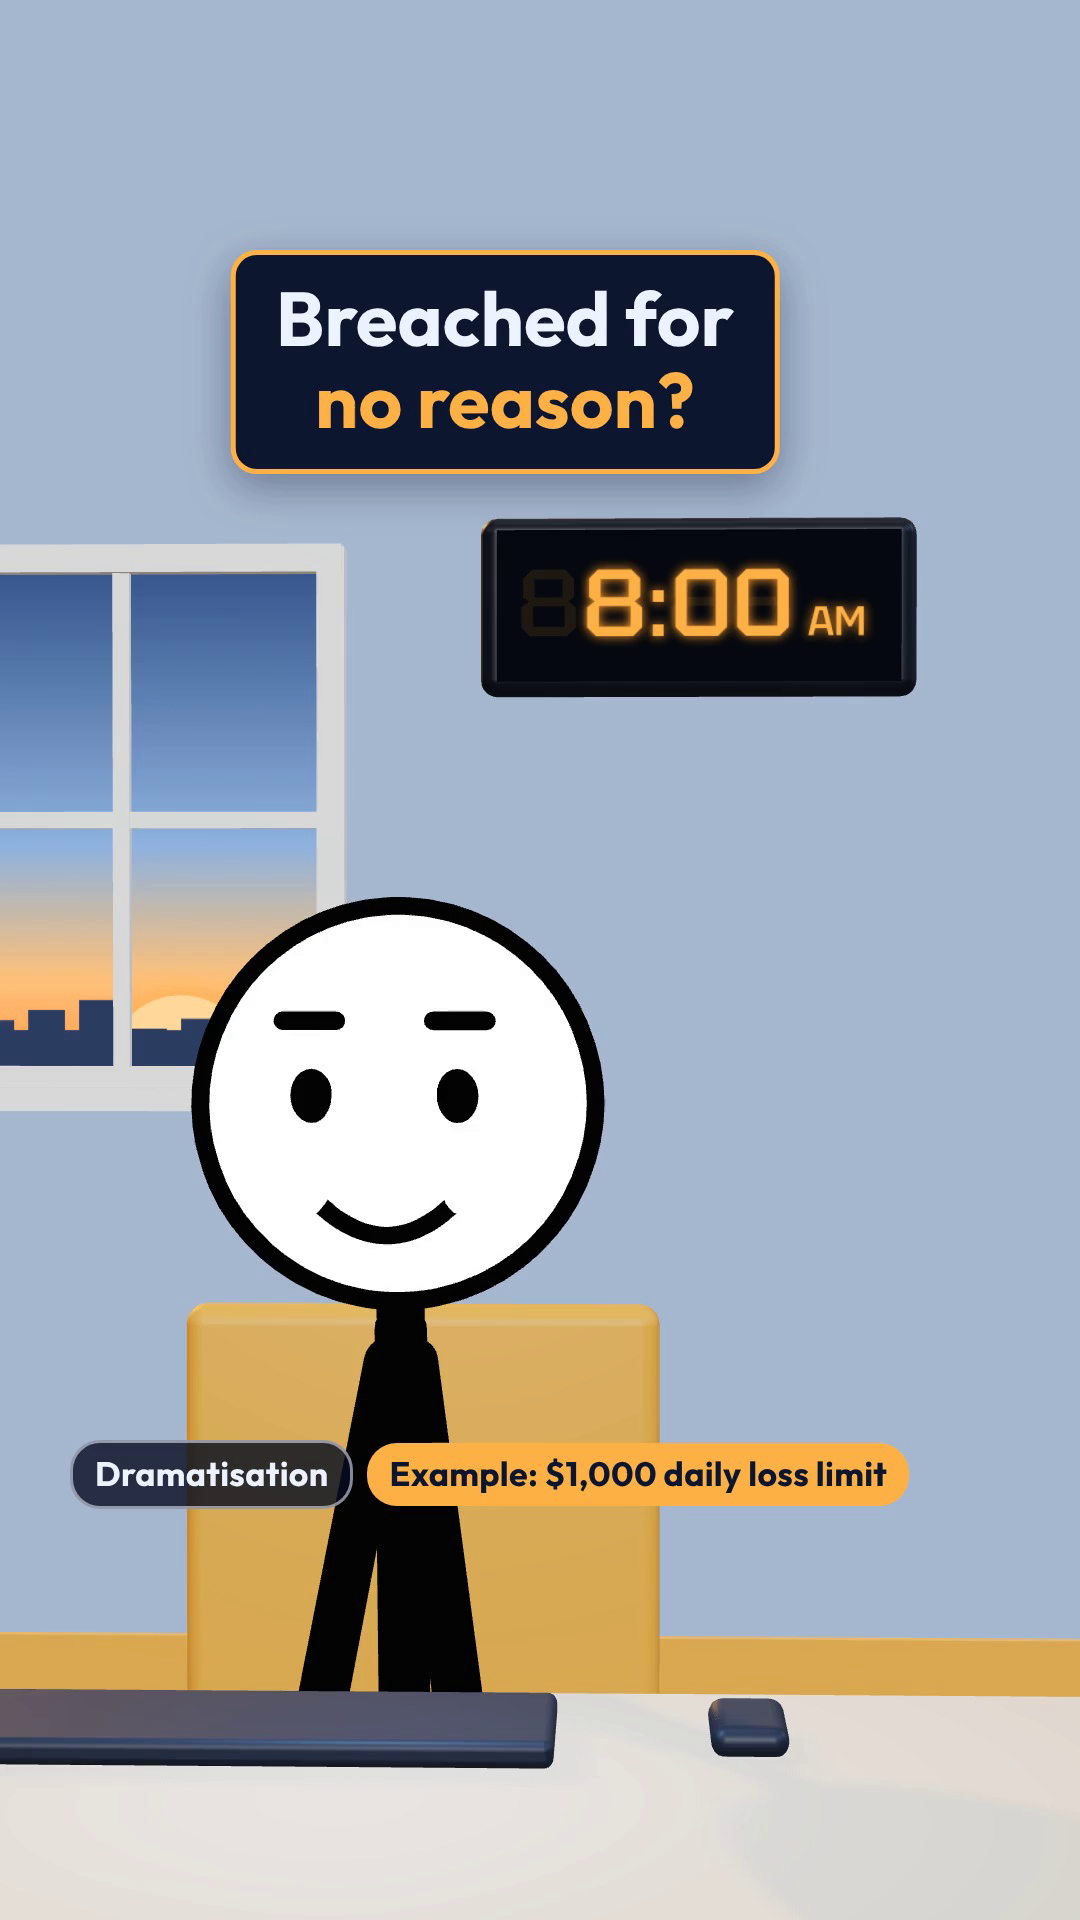 Breached for
no reason?
8:00 AM
Dramatisation
Example: $1,000 daily loss limit